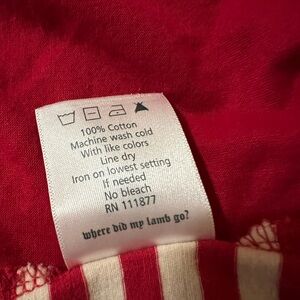 100% Cotton
Machine wash cold
With like colors
Line dry
Iron on lowest setting
If needed
No bleach
RN 111877
where did my lamb go?